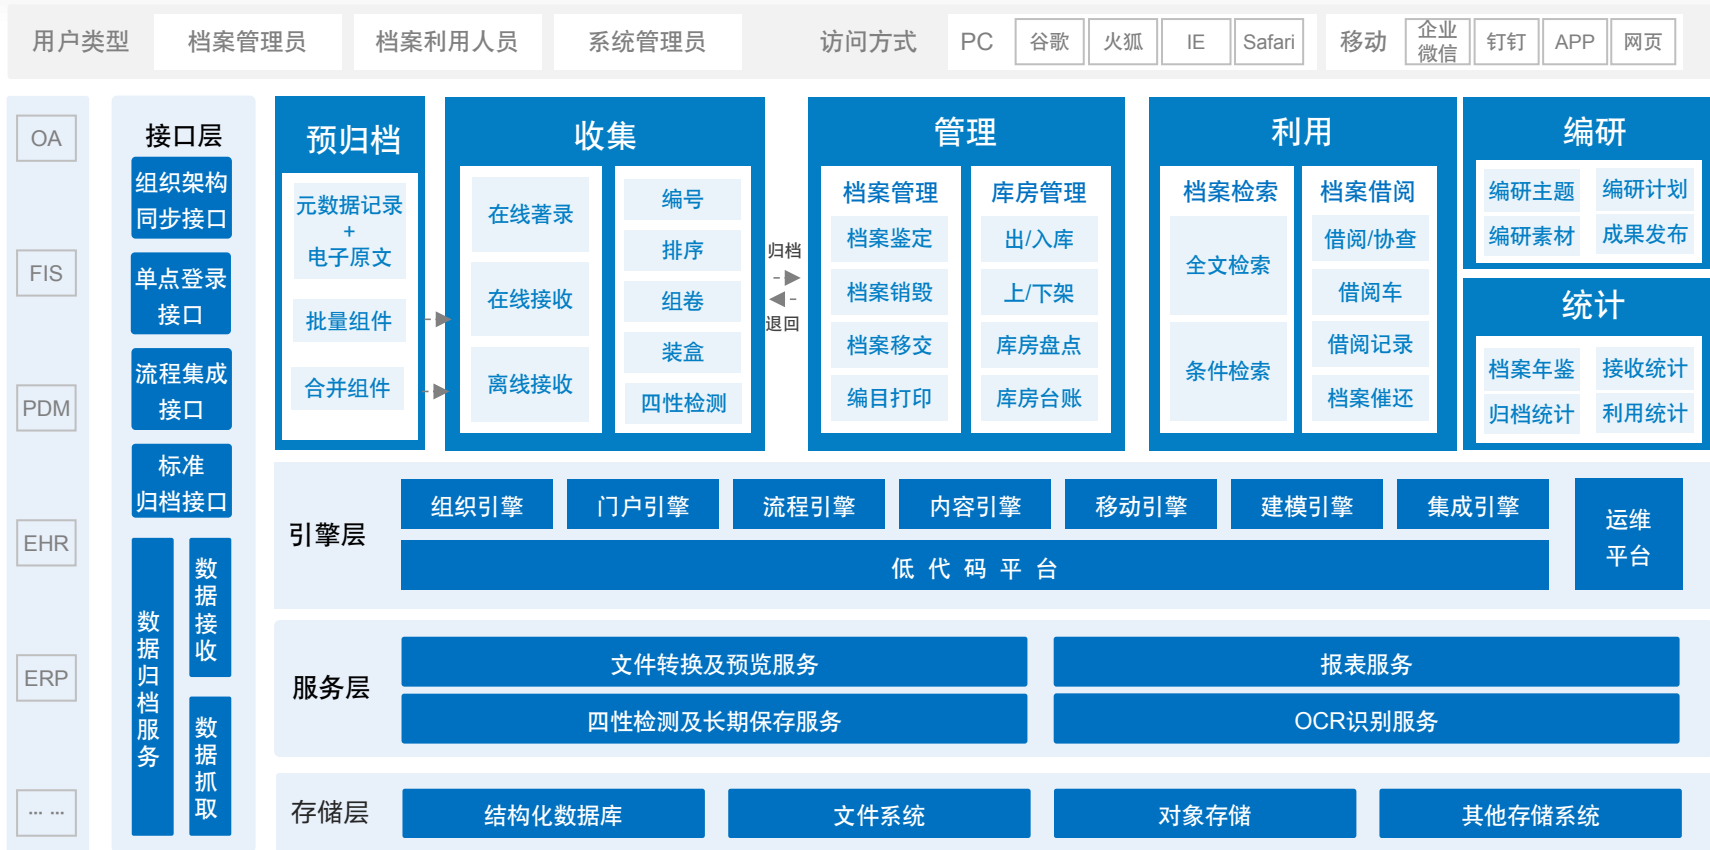 用户类型
档案管理员
档案利用人员
系统管理员
访问方式
PC
谷歌
火狐
IE
Safari
移动
企业
微信
钉钉
APP
网页
OA
FIS
PDM
EHR
ERP
... ...
接口层
组织架构
同步接口
单点登录
接口
流程集成
接口
标准
归档接口
数据归档服务
数据接收
数据抓取
预归档
元数据记录
+
电子原文
批量组件
合并组件
收集
在线著录
在线接收
离线接收
编号
排序
组卷
装盒
四性检测
归档
退回
管理
档案管理
档案鉴定
档案销毁
档案移交
编目打印
库房管理
出/入库
上/下架
库房盘点
库房台账
利用
档案检索
全文检索
条件检索
档案借阅
借阅/协查
借阅车
借阅记录
档案催还
编研
编研主题
编研计划
编研素材
成果发布
统计
档案年鉴
接收统计
归档统计
利用统计
引擎层
组织引擎
门户引擎
流程引擎
内容引擎
移动引擎
建模引擎
集成引擎
低代码平台
运维
平台
服务层
文件转换及预览服务
报表服务
四性检测及长期保存服务
OCR识别服务
存储层
结构化数据库
文件系统
对象存储
其他存储系统